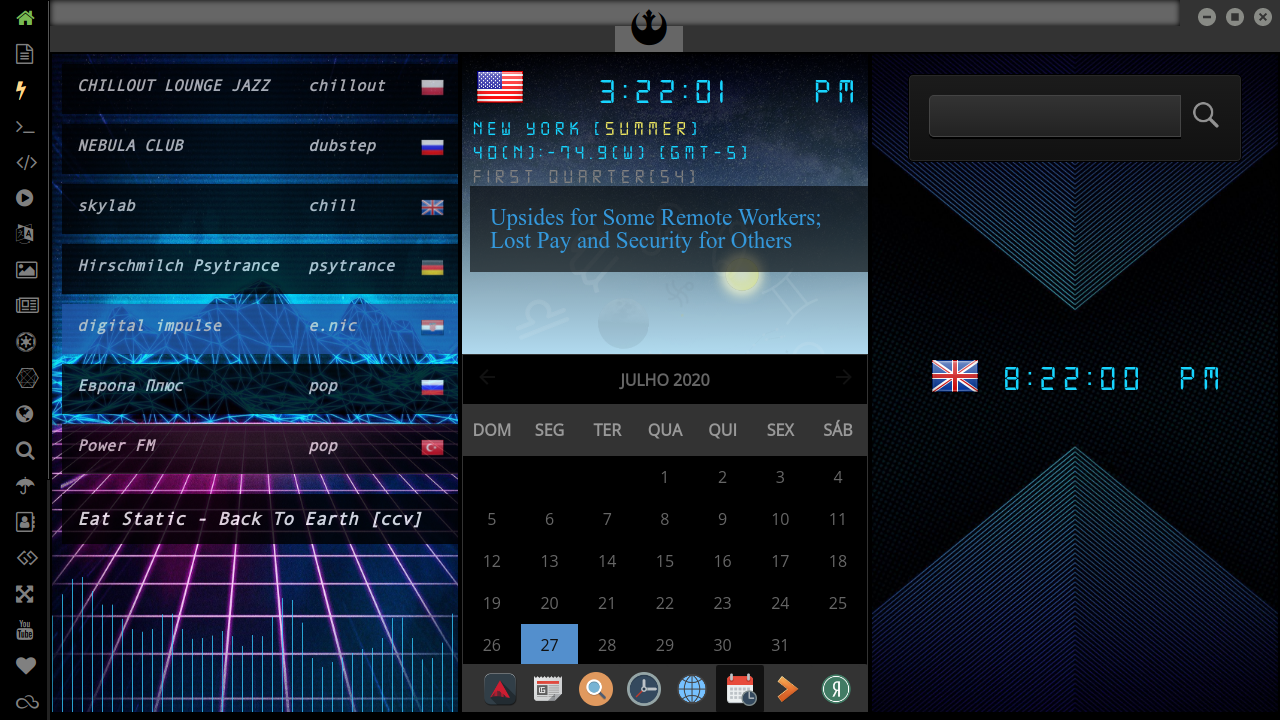 CHILLOUT LOUNGE JAZZ chillout
NEBULA CLUB dubstep
skylab chill
Hirschmilch Psytrance psytrance
digital impulse e.nic
Европа Плюс pop
Power FM pop
Eat Static - Back To Earth [ccv]
3:22:01 PM
NEW YORK (SUMMER)
40(N):-74.9(W) (GMT-5)
FIRST QUARTER(54)
Upsides for Some Remote Workers;
Lost Pay and Security for Others
JULHO 2020
DOM SEG TER QUA QUI SEX SÁB
1 2 3 4
5 6 7 8 9 10 11
12 13 14 15 16 17 18
19 20 21 22 23 24 25
26 27 28 29 30 31
8:22:00 PM
You
Tube
Я